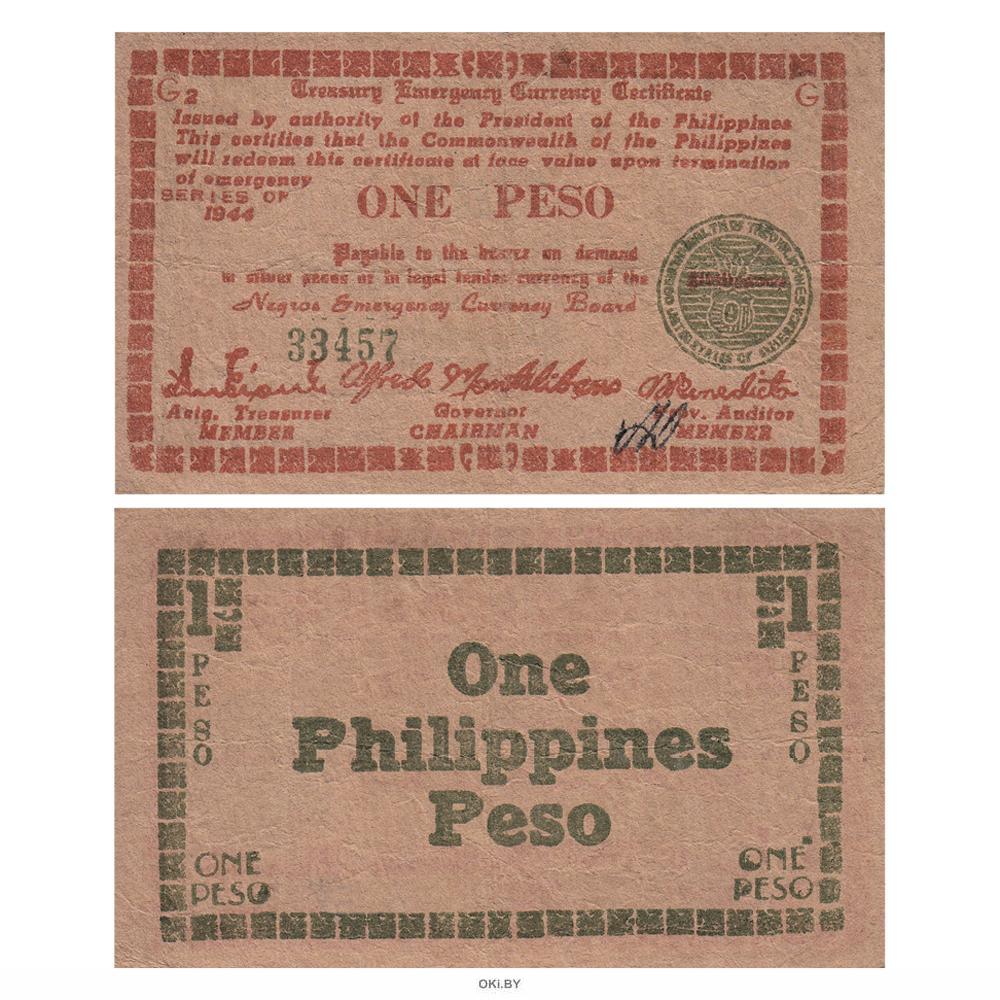 G2 Treasury Emergency Currency Certificate G
Issued by authority of the President of the Philippines
This certifies that the Commonwealth of the Philippines
will redeem this certificate at face value upon termination
of emergency
SERIES OF
1944
ONE PESO
Payable to the bearer on demand
in silver pesos or in legal tender currency of the
Negros Emergency Currency Board
33457
Alfredo Montelibano
Actg. Treasurer Governor Prov. Auditor
MEMBER CHAIRMAN MEMBER
1 1
PESO PESO
One
Philippines
Peso
ONE ONE
PESO PESO
OKi.BY